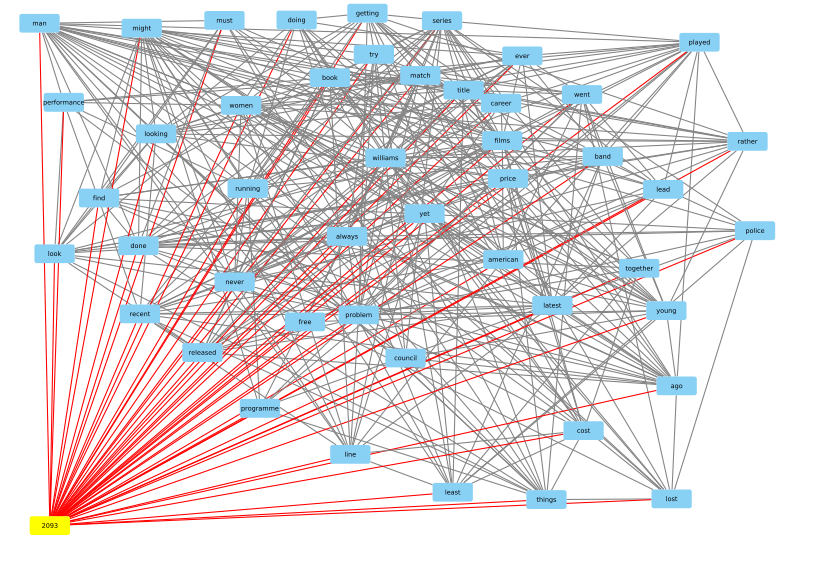 getting
must
doing
series
man
might
played
try
ever
book
match
title
went
career
performance
women
looking
films
rather
williams
band
price
running
lead
find
yet
police
always
done
look
american
together
never
latest
young
recent
problem
free
released
council
ago
programme
cost
line
least
things
lost
2093